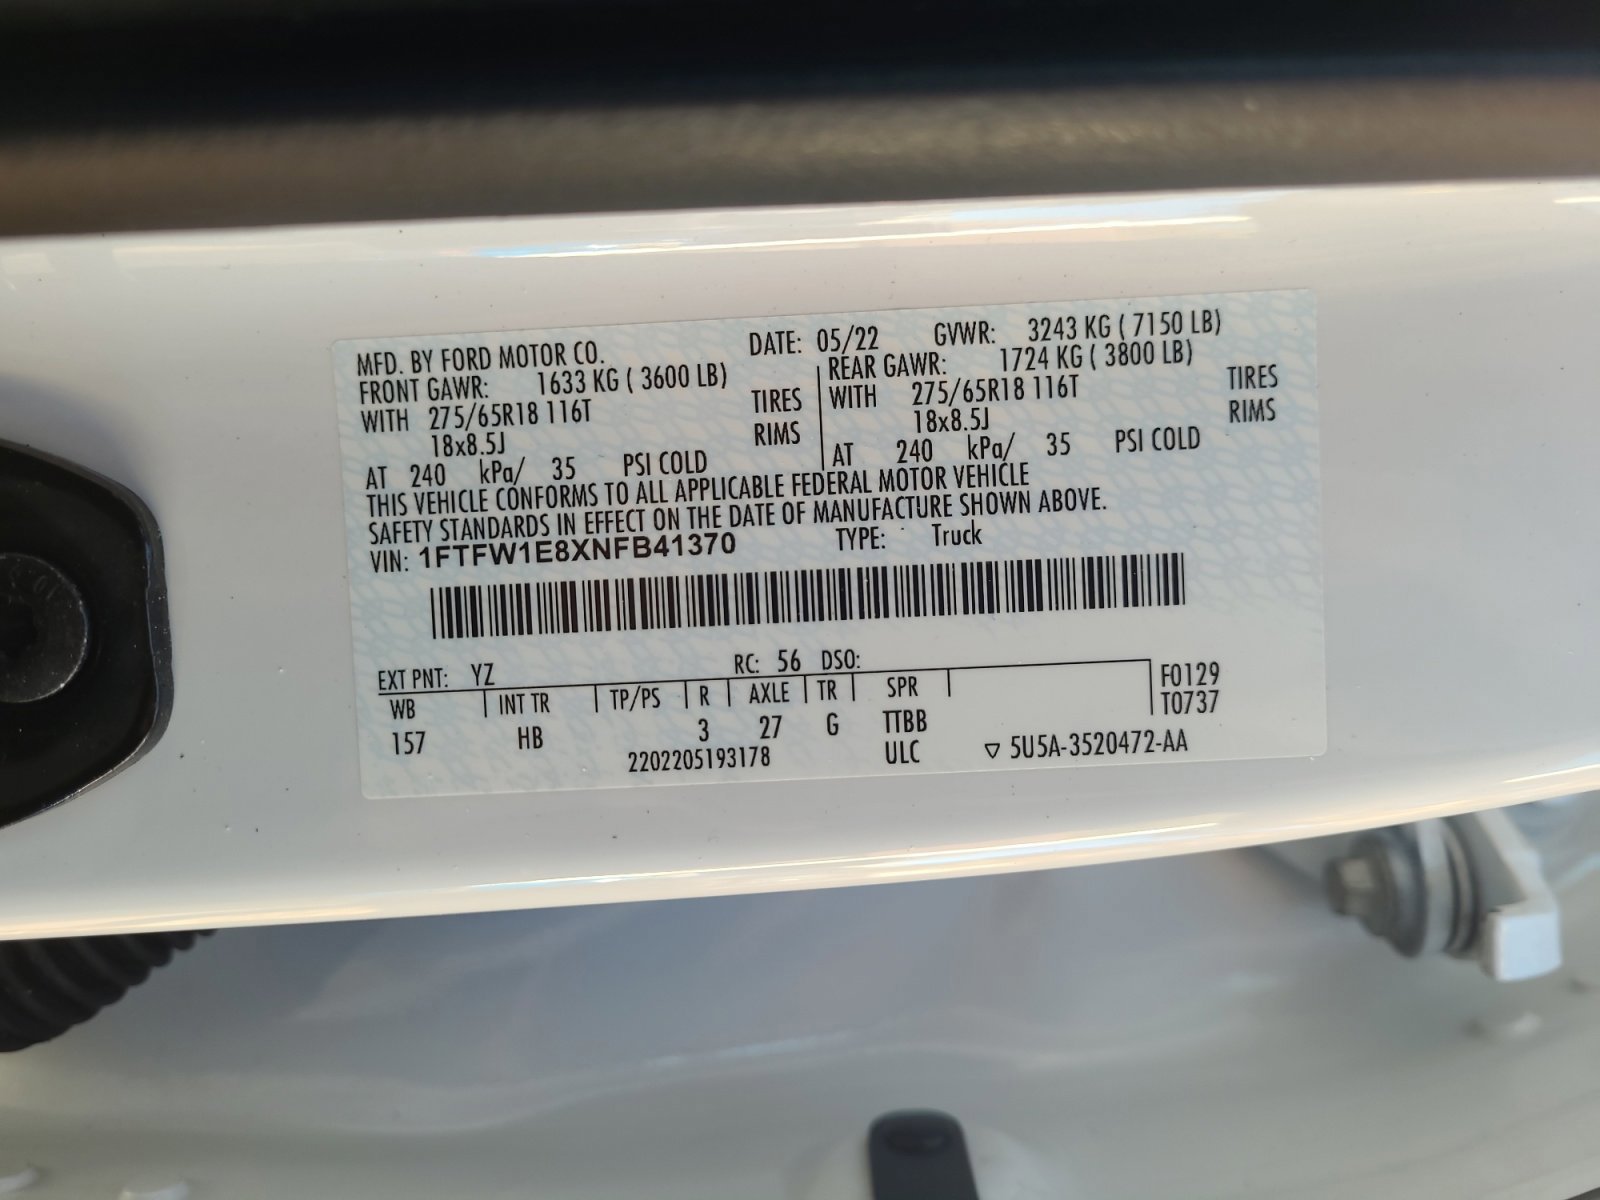 MFD. BY FORD MOTOR CO. DATE: 05/22 GVWR: 3243 KG ( 7150 LB)
FRONT GAWR: 1633 KG ( 3600 LB) REAR GAWR: 1724 KG ( 3800 LB)
WITH 275/65R18 116T TIRES WITH 275/65R18 116T TIRES
18x8.5J RIMS 18x8.5J RIMS
AT 240 kPa/ 35 PSI COLD AT 240 kPa/ 35 PSI COLD
THIS VEHICLE CONFORMS TO ALL APPLICABLE FEDERAL MOTOR VEHICLE
SAFETY STANDARDS IN EFFECT ON THE DATE OF MANUFACTURE SHOWN ABOVE.
VIN: 1FTFW1E8XNFB41370 TYPE: Truck
EXT PNT: YZ RC: 56 DSO:
WB INT TR TP/PS R AXLE TR SPR F0129
T0737
157 HB 3 27 G TTBB
2202205193178 ULC ▽ 5U5A-3520472-AA